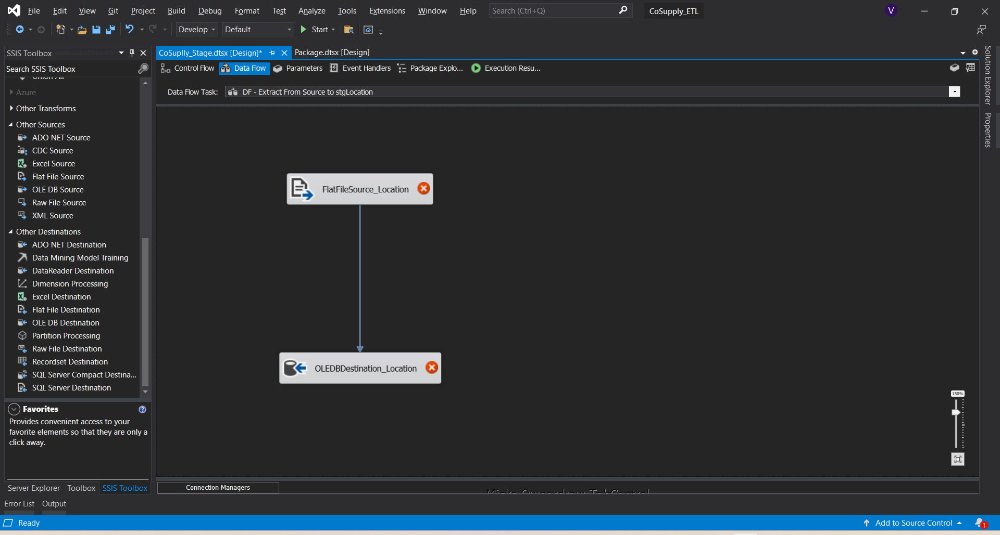 File Edit View Git Project Build Debug Format Test Analyze Tools Extensions Window Help Search (Ctrl+Q) CoSupply_ETL V
Develop Default Start
SSIS Toolbox
CoSuplly_Stage.dtsx [Design]* Package.dtsx [Design]
Search SSIS Toolbox
Control Flow Data Flow Parameters Event Handlers Package Explo... Execution Resu...
Solution Explorer
Properties
Data Flow Task: DF - Extract From Source to stgLocation
Union All
Azure
Other Transforms
Other Sources
ADO NET Source
CDC Source
Excel Source
Flat File Source
OLE DB Source
Raw File Source
XML Source
Other Destinations
ADO NET Destination
Data Mining Model Training
DataReader Destination
Dimension Processing
Excel Destination
Flat File Destination
OLE DB Destination
Partition Processing
Raw File Destination
Recordset Destination
SQL Server Compact Destina...
SQL Server Destination
FlatFileSource_Location
OLEDBDestination_Location
150%
Favorites
Provides convenient access to your
favorite elements so that they are only a
click away.
Server Explorer Toolbox SSIS Toolbox
Connection Managers
Error List Output
Ready
Add to Source Control 1